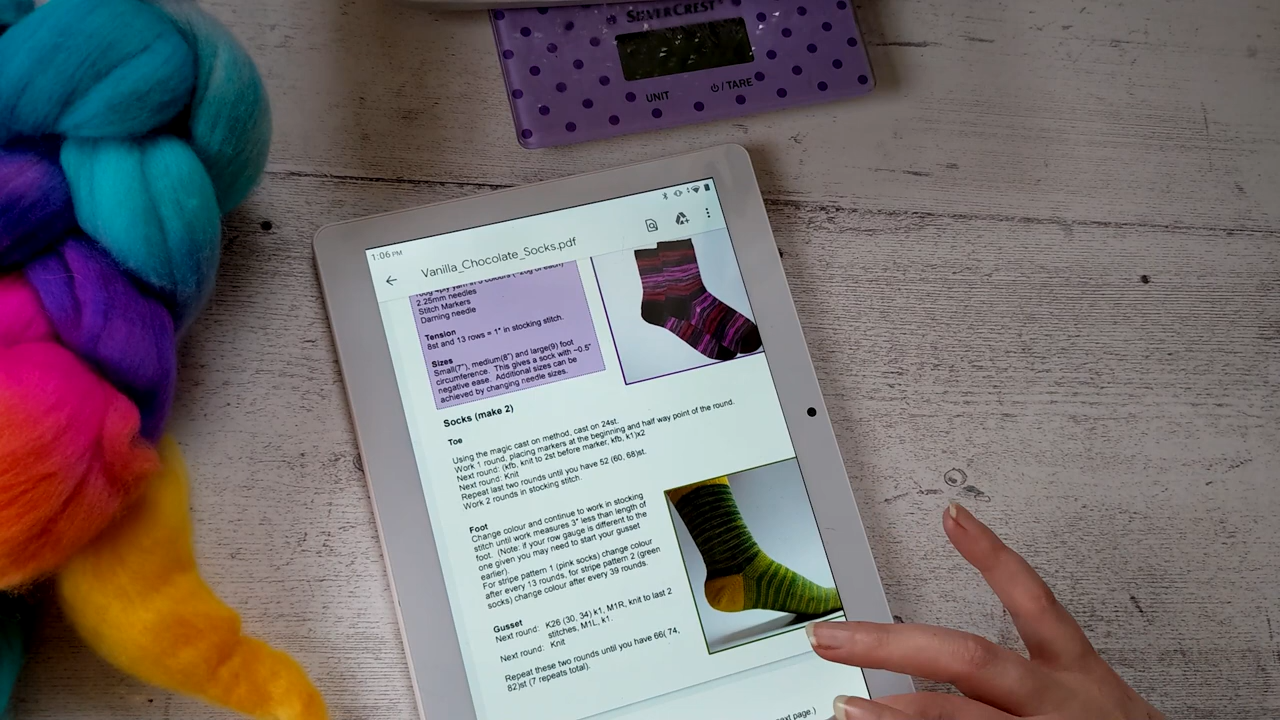 SILVERCREST
UNIT
/TARE
1:06 PM
Vanilla_Chocolate_Socks.pdf
2.25mm needles
Stitch Markers
Darning needle
Tension
8st and 13 rows = 1" in stocking stitch.
Sizes
Small(7"), medium(8") and large(9) foot
circumference. This gives a sock with ~0.5"
negative ease. Additional sizes can be
achieved by changing needle sizes.
Socks (make 2)
Toe
Using the magic cast on method, cast on 24st.
Work 1 round, placing markers at the beginning and half way point of the round.
Next round: (kfb, knit to 2st before marker, kfb, k1)x2
Next round: Knit
Repeat last two rounds until you have 52 (60, 68)st.
Work 2 rounds in stocking stitch.
Foot
Change colour and continue to work in stocking
stitch until work measures 3" less than length of
foot. (Note: if your row gauge is different to the
one given you may need to start your gusset
earlier).
For stripe pattern 1 (pink socks) change colour
after every 13 rounds, for stripe pattern 2 (green
socks) change colour after every 39 rounds.
Gusset
Next round: K26 (30, 34) k1, M1R, knit to last 2
stitches, M1L, k1.
Next round: Knit
Repeat these two rounds until you have 66( 74,
82)st (7 repeats total).
page.)